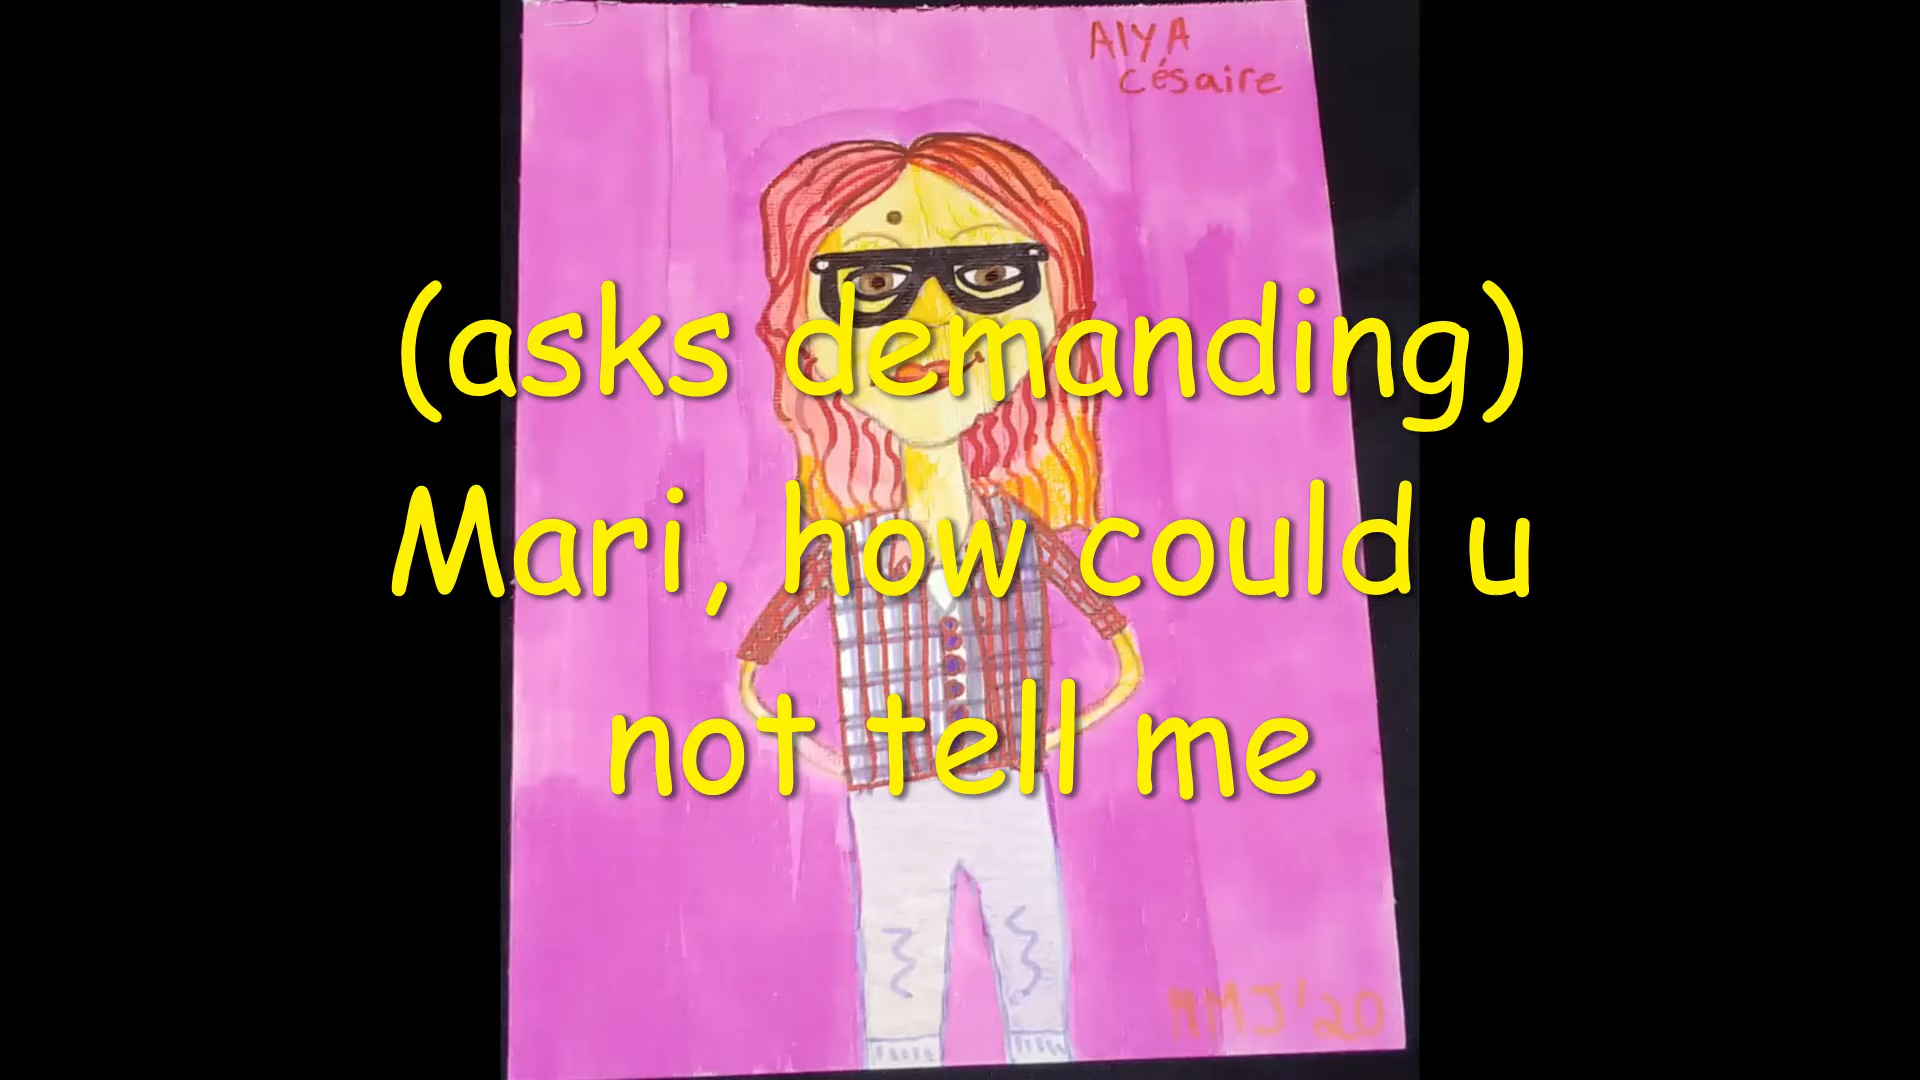 AIYA
Césaire
(asks demanding)
Mari, how could u
not tell me
MMJ'20